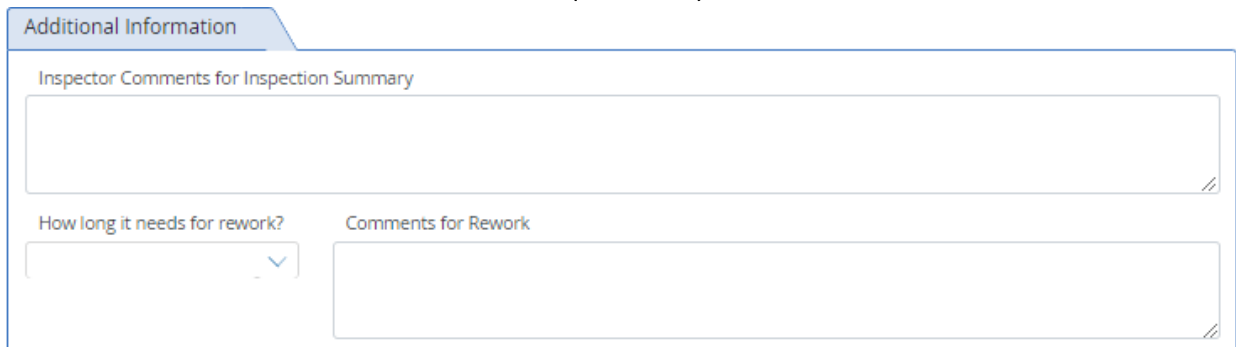 Additional Information
Inspector Comments for Inspection Summary
How long it needs for rework?
Comments for Rework